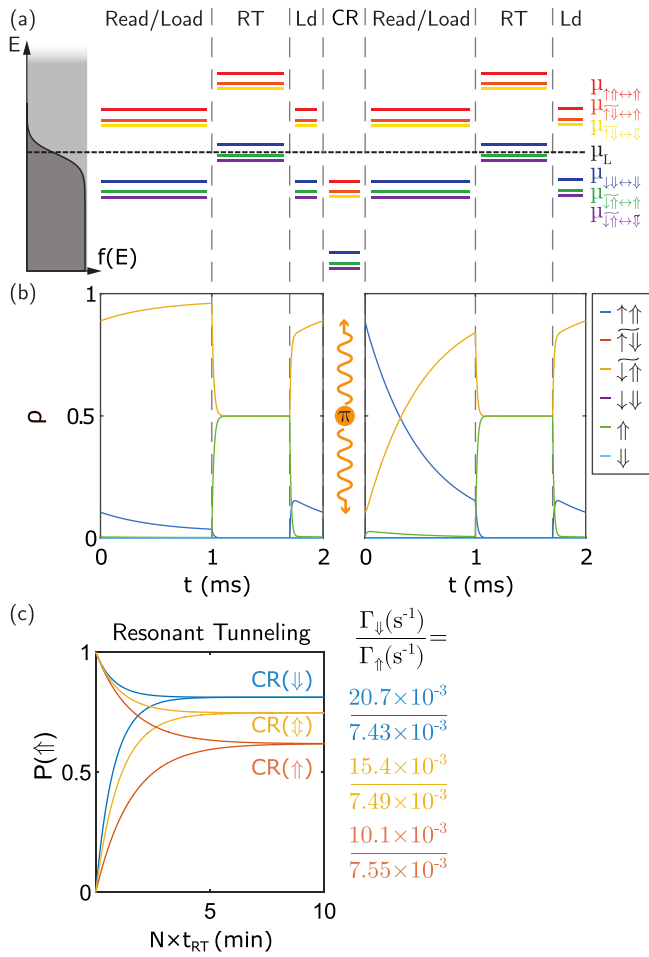 (a) Read/Load RT Ld CR Read/Load RT Ld
E
μ↑⇑↔⇑
μ↑͠⇓↔⇑
μ↑͠⇓↔⇓
μL
μ↓⇓↔⇓
μ↓͠⇑↔⇑
f(E)
(b)
1
0.5
0
ρ
π
0 1 2 0 1 2
t (ms) t (ms)
↑⇑
↑͠⇓
↓͠⇑
↓⇓
⇑
⇓
(c)
Resonant Tunneling
Γ⇓(s⁻¹)
Γ⇑(s⁻¹)
=
1
CR(⇓)
20.7×10⁻³
7.43×10⁻³
CR(⇕)
15.4×10⁻³
7.49×10⁻³
P(⇑)
0.5
CR(⇑)
10.1×10⁻³
7.55×10⁻³
0
0 5 10
N×tRT (min)